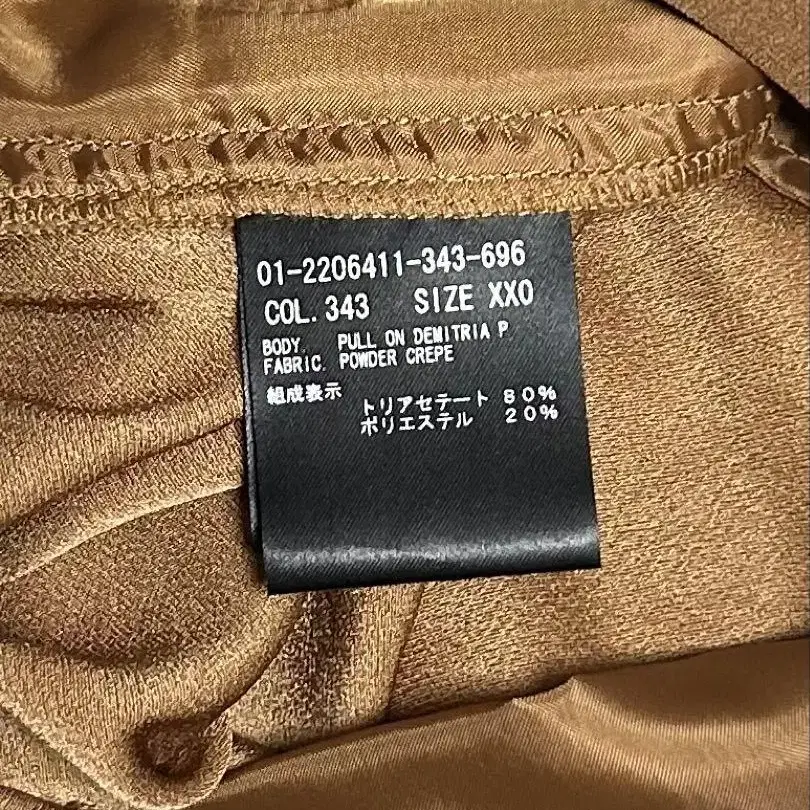 01-2206411-343-696
COL.343 SIZE XX0
BODY. PULL ON DEMITRIA P
FABRIC. POWDER CREPE
組成表示
トリアセテート 80%
ポリエステル 20%